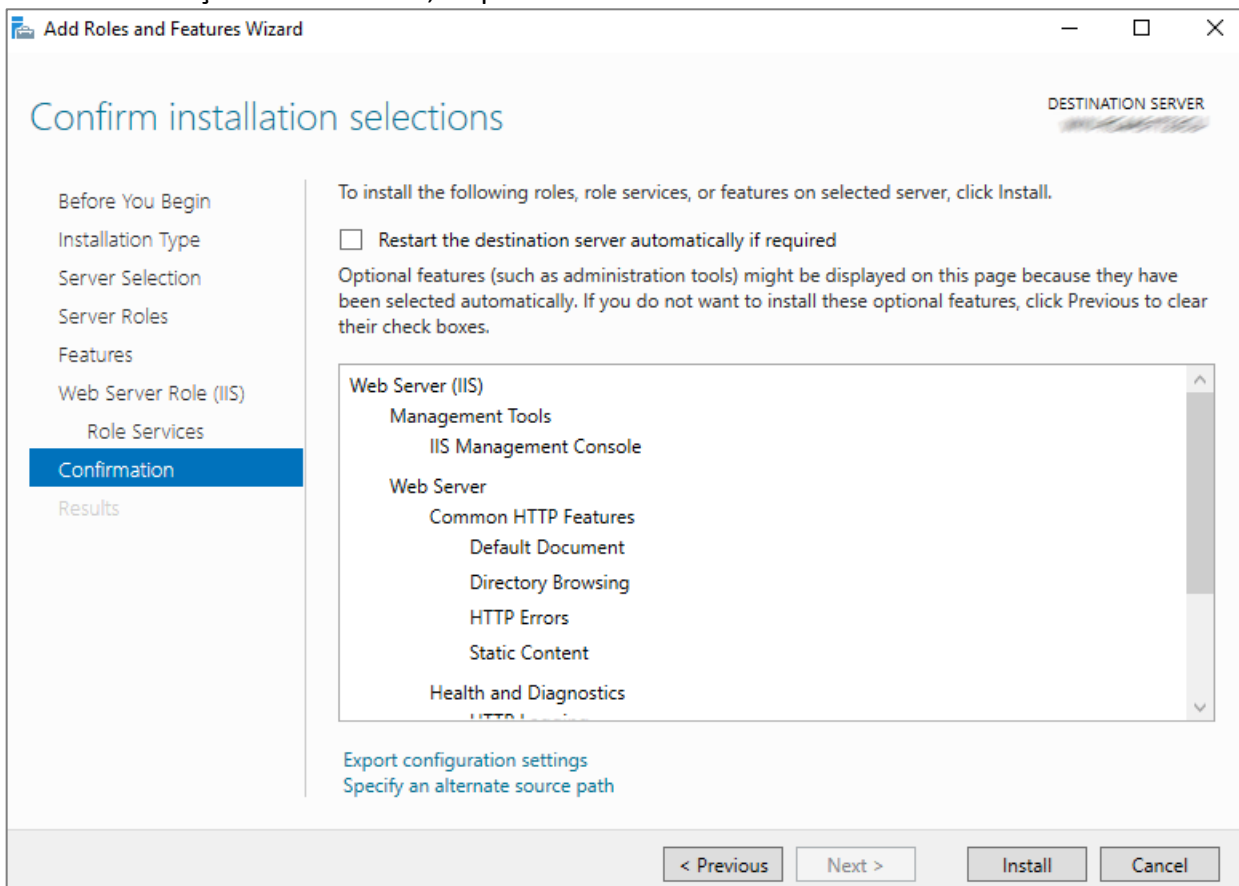 Add Roles and Features Wizard
Confirm installation selections
DESTINATION SERVER
Before You Begin
Installation Type
Server Selection
Server Roles
Features
Web Server Role (IIS)
Role Services
Confirmation
Results
To install the following roles, role services, or features on selected server, click Install.
Restart the destination server automatically if required
Optional features (such as administration tools) might be displayed on this page because they have
been selected automatically. If you do not want to install these optional features, click Previous to clear
their check boxes.
Web Server (IIS)
Management Tools
IIS Management Console
Web Server
Common HTTP Features
Default Document
Directory Browsing
HTTP Errors
Static Content
Health and Diagnostics
Export configuration settings
Specify an alternate source path
< Previous
Next >
Install
Cancel